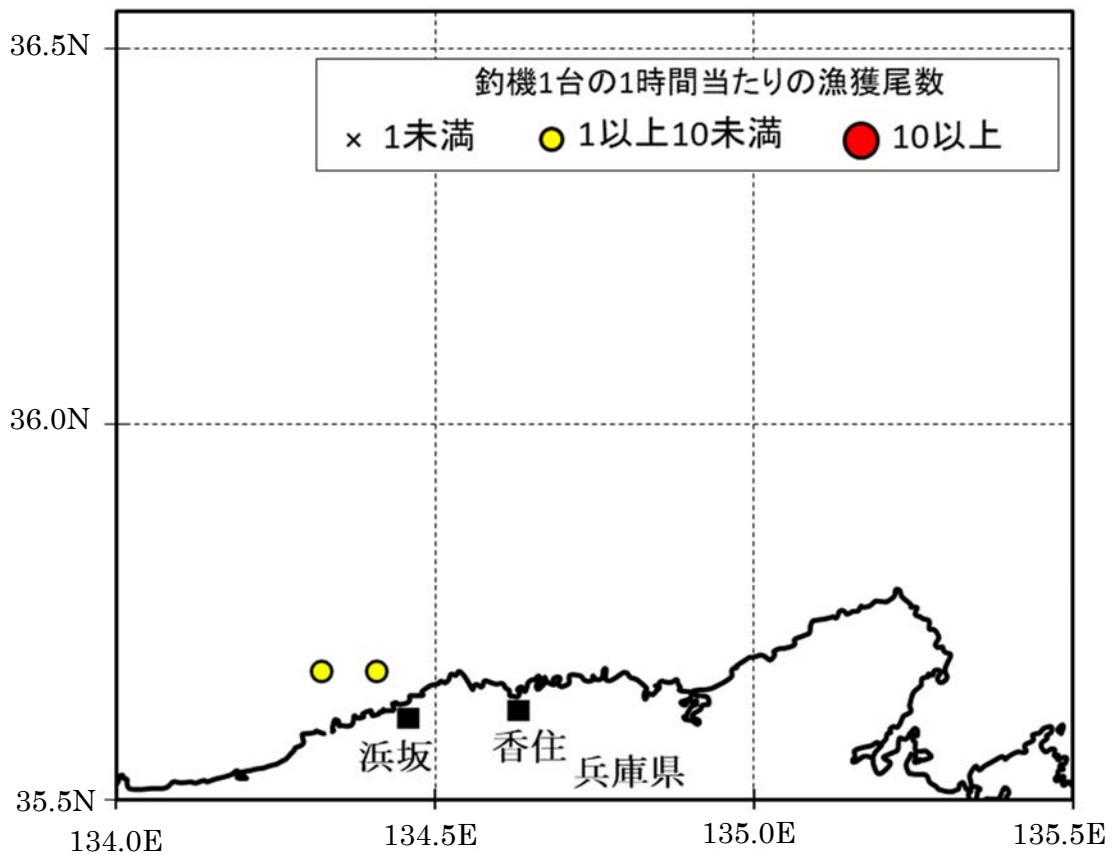 36.5N
釣機1台の1時間当たりの漁獲尾数
× 1未満 1以上10未満 10以上
36.0N
浜坂 香住 兵庫県
35.5N
134.0E 134.5E 135.0E 135.5E